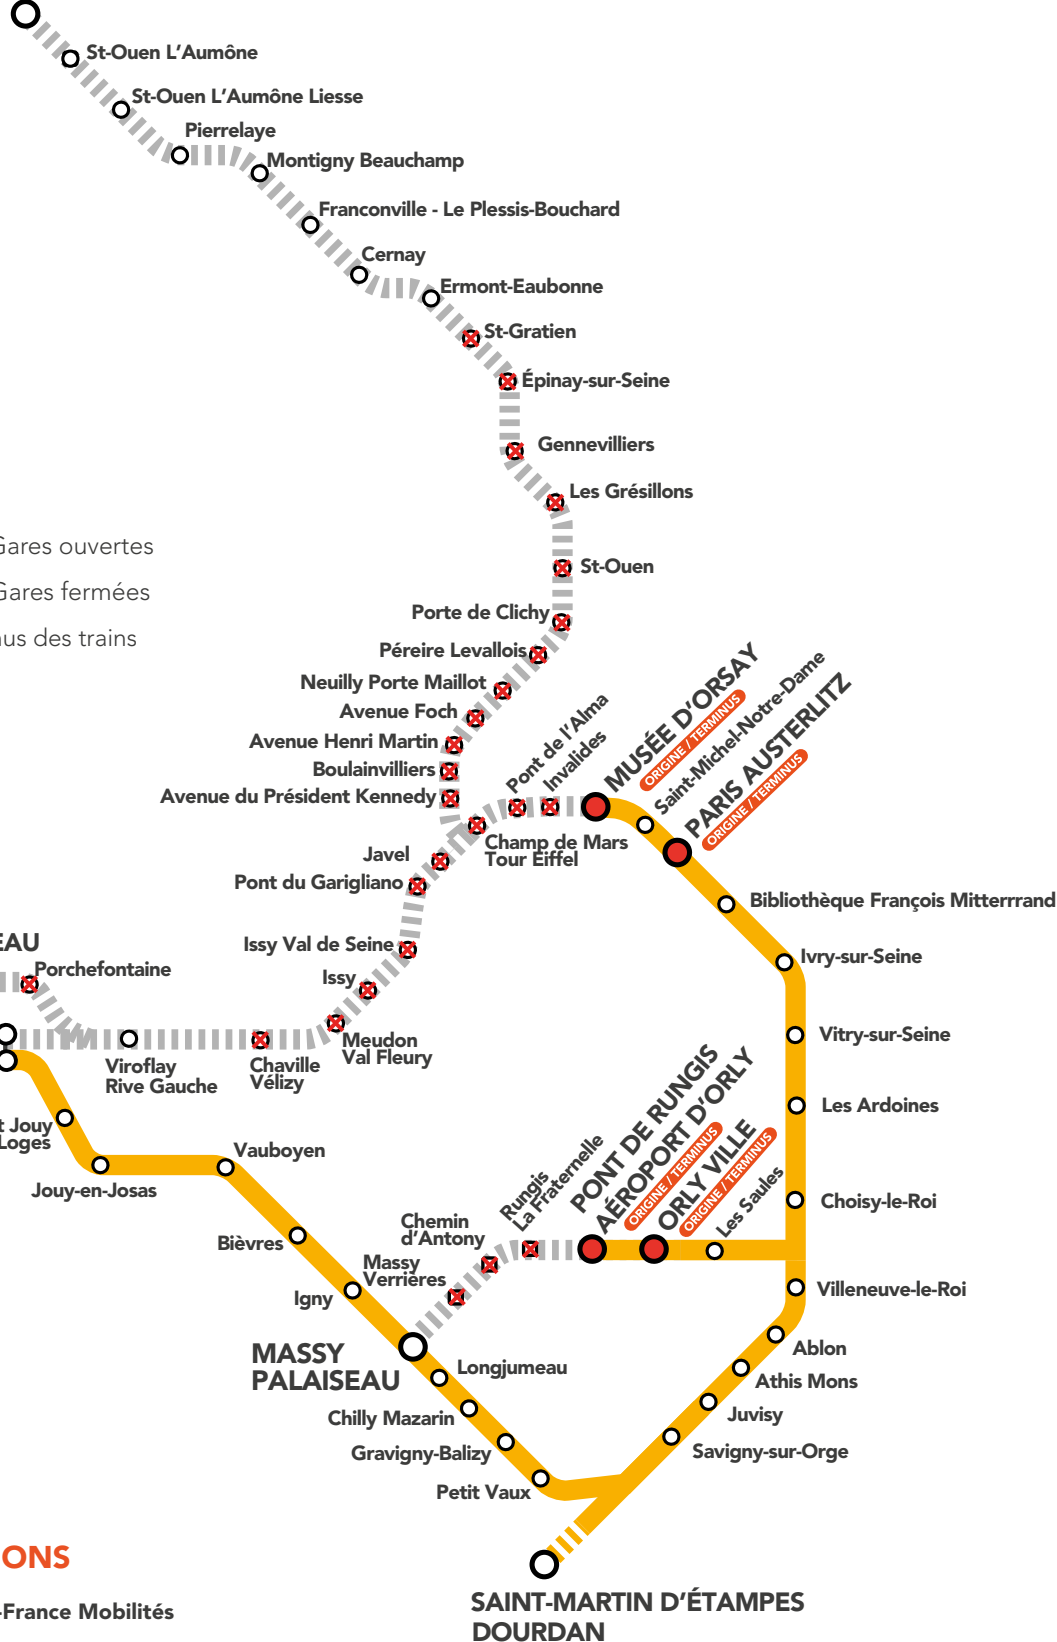 St-Ouen L'Aumône
St-Ouen L'Aumône Liesse
Pierrelaye
Montigny Beauchamp
Franconville - Le Plessis-Bouchard
Cernay
Ermont-Eaubonne
St-Gratien
Épinay-sur-Seine
Gennevilliers
Les Grésillons
Gares ouvertes
St-Ouen
Gares fermées
Porte de Clichy
us des trains
Péreire Levallois
Neuilly Porte Maillot
Avenue Foch
Avenue Henri Martin
Boulainvilliers
Avenue du Président Kennedy
Pont de l'Alma
Invalides
MUSÉE D'ORSAY
ORIGINE / TERMINUS
Saint-Michel-Notre-Dame
PARIS AUSTERLITZ
ORIGINE / TERMINUS
Champ de Mars
Tour Eiffel
Javel
Pont du Garigliano
Bibliothèque François Mitterrrand
Issy Val de Seine
EAU
Ivry-sur-Seine
Porchefontaine
Issy
Vitry-sur-Seine
Meudon
Val Fleury
Viroflay
Rive Gauche
Chaville
Vélizy
Les Ardoines
t Jouy
Loges
Vauboyen
Jouy-en-Josas
Rungis
La Fraternelle
PONT DE RUNGIS
AÉROPORT D'ORLY
ORIGINE / TERMINUS
ORLY VILLE
ORIGINE / TERMINUS
Les Saules
Choisy-le-Roi
Chemin
d'Antony
Bièvres
Massy
Verrières
Igny
Villeneuve-le-Roi
MASSY
PALAISEAU
Ablon
Longjumeau
Athis Mons
Chilly Mazarin
Juvisy
Gravigny-Balizy
Savigny-sur-Orge
Petit Vaux
ONS
-France Mobilités
SAINT-MARTIN D'ÉTAMPES
DOURDAN